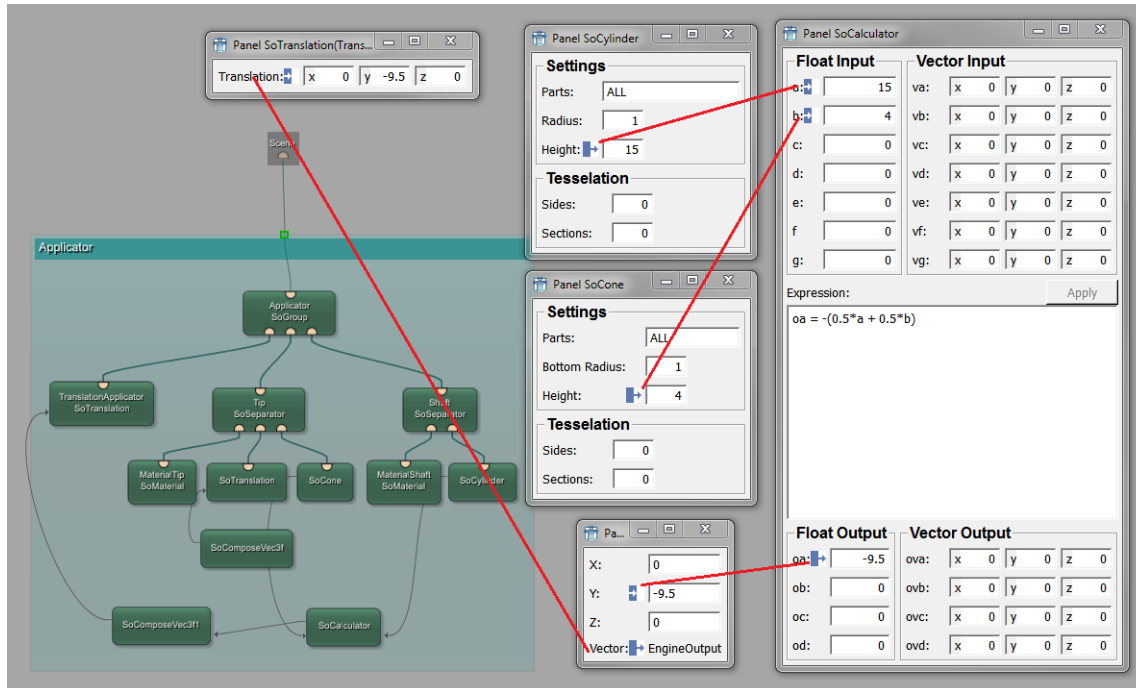 Panel SoTranslation(Trans...
Translation: x 0 y -9.5 z 0
Scene
Applicator
Applicator
SoGroup
TranslationApplicator
SoTranslation
Tip
SoSeparator
Shaft
SoSeparator
MaterialTip
SoMaterial
SoTranslation
SoCone
MaterialShaft
SoMaterial
SoCylinder
SoComposeVec3f
SoComposeVec3f1
SoCalculator
Panel SoCylinder
Settings
Parts: ALL
Radius: 1
Height: 15
Tesselation
Sides: 0
Sections: 0
Panel SoCone
Settings
Parts: ALL
Bottom Radius: 1
Height: 4
Tesselation
Sides: 0
Sections: 0
Pa...
X: 0
Y: -9.5
Z: 0
Vector: EngineOutput
Panel SoCalculator
Float Input Vector Input
a: 15 va: x 0 y 0 z 0
b: 4 vb: x 0 y 0 z 0
c: 0 vc: x 0 y 0 z 0
d: 0 vd: x 0 y 0 z 0
e: 0 ve: x 0 y 0 z 0
f 0 vf: x 0 y 0 z 0
g: 0 vg: x 0 y 0 z 0
Expression: Apply
oa = -(0.5*a + 0.5*b)
Float Output Vector Output
oa: -9.5 ova: x 0 y 0 z 0
ob: 0 ovb: x 0 y 0 z 0
oc: 0 ovc: x 0 y 0 z 0
od: 0 ovd: x 0 y 0 z 0